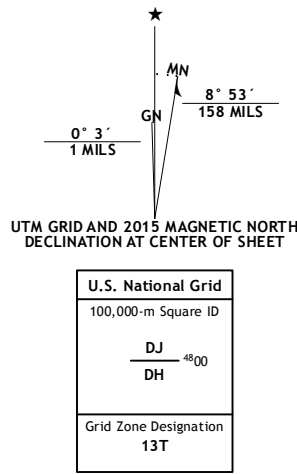 MN
GN
8° 53´
158 MILS
0° 3´
1 MILS
UTM GRID AND 2015 MAGNETIC NORTH
DECLINATION AT CENTER OF SHEET
U.S. National Grid
100,000-m Square ID
DJ
4800
DH
Grid Zone Designation
13T